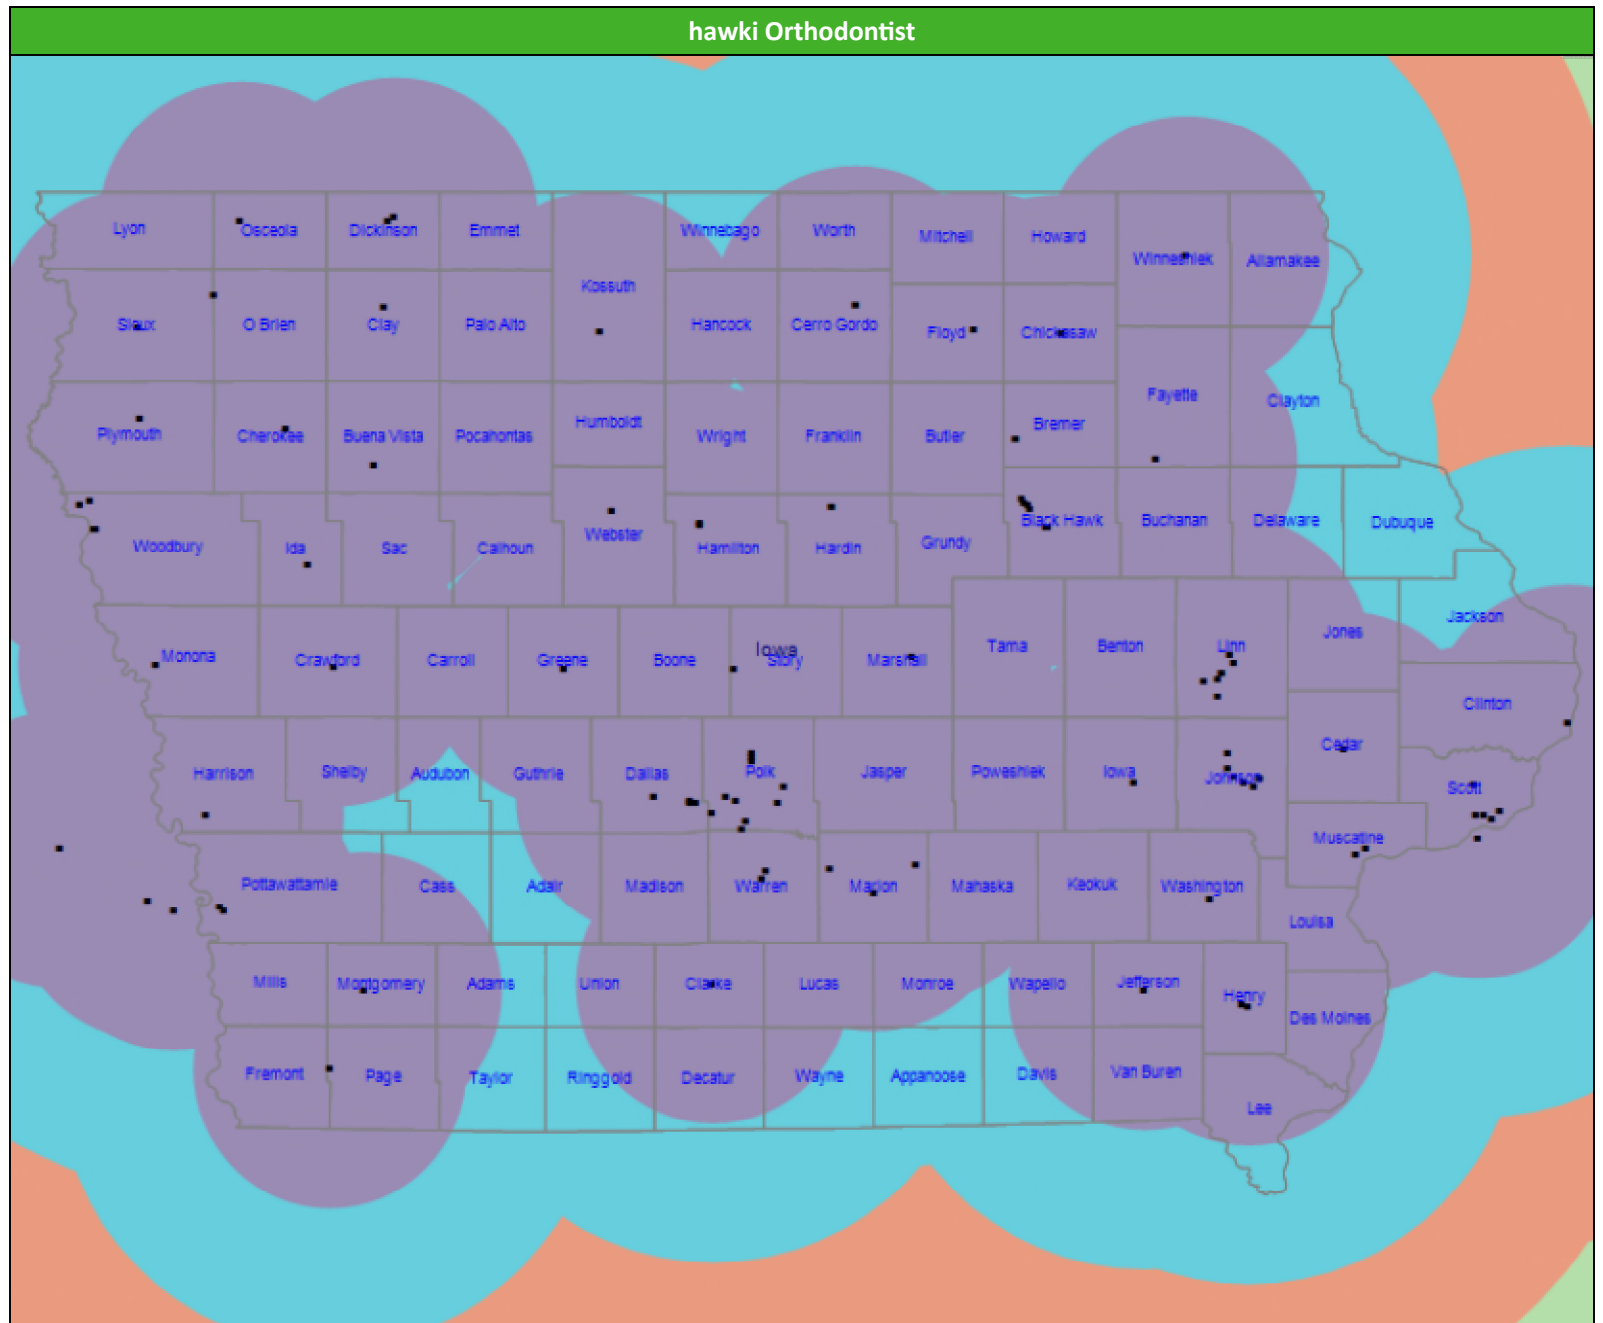 hawki Orthodontist
Lyon
Osceola
Dickinson
Emmet
Winnebago
Worth
Mitchell
Howard
Winneshiek
Allamakee
Kossuth
Sioux
O Brien
Clay
Palo Alto
Hancock
Cerro Gordo
Floyd
Chickasaw
Fayette
Clayton
Plymouth
Cherokee
Buena Vista
Pocahontas
Humboldt
Wright
Franklin
Butler
Bremer
Woodbury
Ida
Sac
Calhoun
Webster
Hamilton
Hardin
Grundy
Black Hawk
Buchanan
Delaware
Dubuque
Jackson
Monona
Crawford
Carroll
Greene
Boone
Iowa
Story
Marshall
Tama
Benton
Linn
Jones
Clinton
Harrison
Shelby
Audubon
Guthrie
Dallas
Polk
Jasper
Poweshiek
Iowa
Johnson
Cedar
Scott
Muscatine
Pottawattamie
Cass
Adair
Madison
Warren
Marion
Mahaska
Keokuk
Washington
Louisa
Mills
Montgomery
Adams
Union
Clarke
Lucas
Monroe
Wapello
Jefferson
Henry
Des Moines
Fremont
Page
Taylor
Ringgold
Decatur
Wayne
Appanoose
Davis
Van Buren
Lee